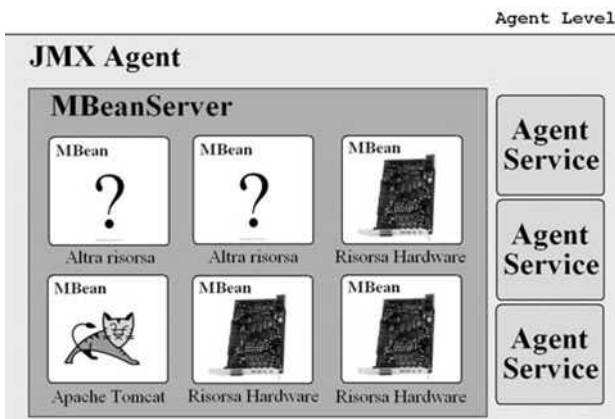 Agent Level
JMX Agent
MBeanServer
MBean
MBean
MBean
Altra risorsa
Altra risorsa
Risorsa Hardware
MBean
MBean
MBean
Apache Tomcat
Risorsa Hardware
Risorsa Hardware
Agent
Service
Agent
Service
Agent
Service